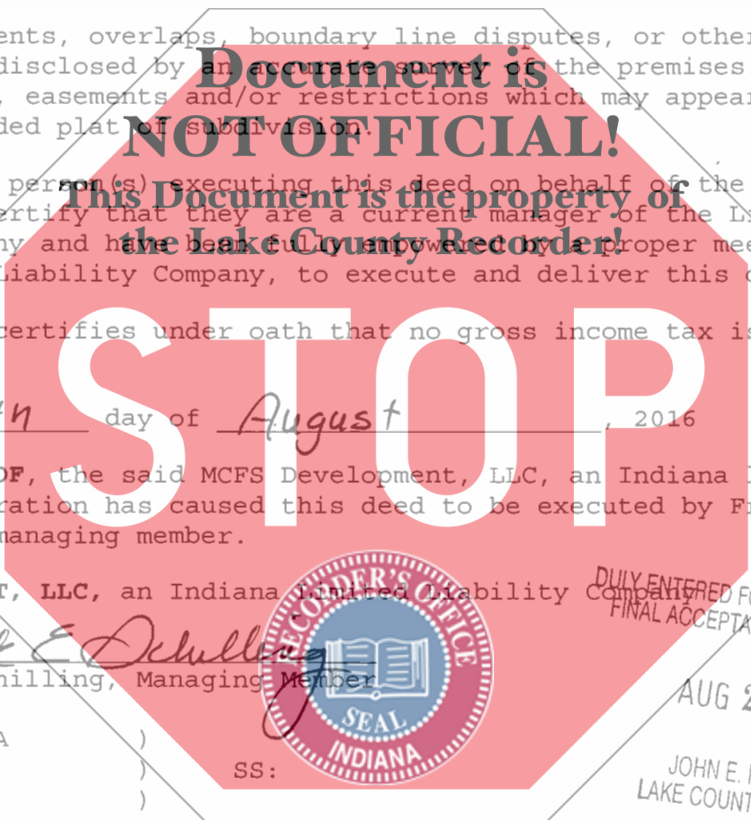 ents, overlaps, boundary line disputes, or other
disclosed by an accurate survey of the premises
Document is
, easements and/or restrictions which may appear
ded plat of subdivision.
NOT OFFICIAL!
person(s) executing this deed on behalf of the
This Document is the property of
ertify that they are a current manager of the L
ny and have been fully empowered by a proper mee
the Lake County Recorder!
Liability Company, to execute and deliver this
certifies under oath that no gross income tax is
STOP
day of August, 2016
OF, the said MCFS Development, LLC, an Indiana
ration has caused this deed to be executed by F
managing member.
T, LLC, an Indiana Limited Liability Company
DULY ENTERED FO
FINAL ACCEPTA
RECORDER'S OFFICE
E Schilling
hilling, Managing Member
SEAL
INDIANA
AUG 2
A )
) SS:
)
JOHN E.
LAKE COUNT